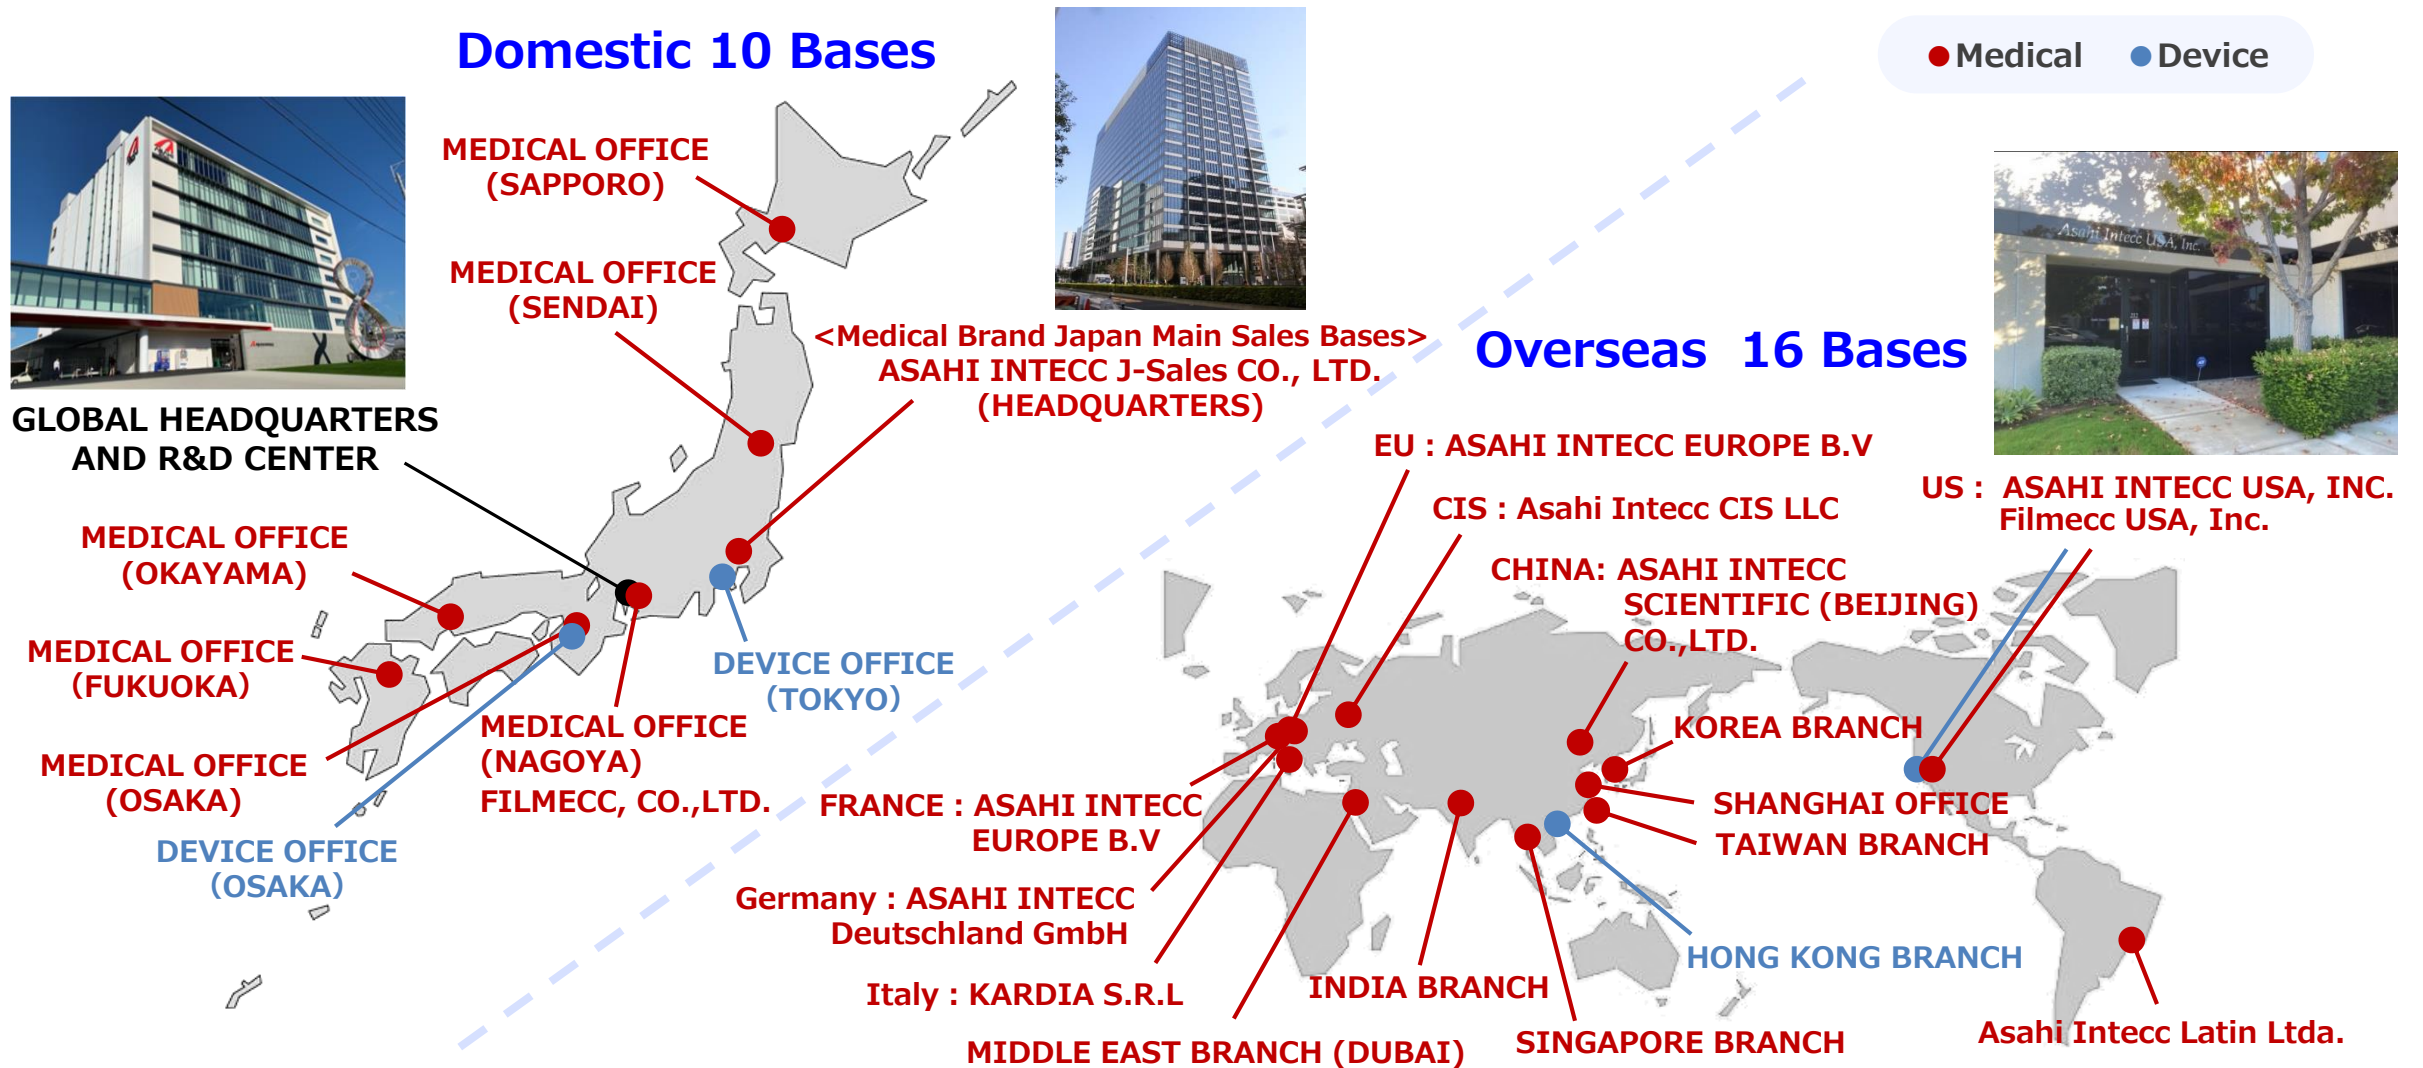 Domestic 10 Bases
Medical
Device
MEDICAL OFFICE
(SAPPORO)
MEDICAL OFFICE
(SENDAI)
<Medical Brand Japan Main Sales Bases>
ASAHI INTECC J-Sales CO., LTD.
(HEADQUARTERS)
GLOBAL HEADQUARTERS
AND R&D CENTER
MEDICAL OFFICE
(OKAYAMA)
MEDICAL OFFICE
(FUKUOKA)
MEDICAL OFFICE
(OSAKA)
DEVICE OFFICE
(OSAKA)
MEDICAL OFFICE
(NAGOYA)
FILMECC, CO.,LTD.
DEVICE OFFICE
(TOKYO)
Overseas 16 Bases
Asahi Intecc USA, Inc.
EU : ASAHI INTECC EUROPE B.V
CIS : Asahi Intecc CIS LLC
CHINA: ASAHI INTECC
SCIENTIFIC (BEIJING)
CO.,LTD.
US : ASAHI INTECC USA, INC.
Filmecc USA, Inc.
KOREA BRANCH
SHANGHAI OFFICE
TAIWAN BRANCH
FRANCE : ASAHI INTECC
EUROPE B.V
Germany : ASAHI INTECC
Deutschland GmbH
Italy : KARDIA S.R.L
MIDDLE EAST BRANCH (DUBAI)
INDIA BRANCH
SINGAPORE BRANCH
HONG KONG BRANCH
Asahi Intecc Latin Ltda.